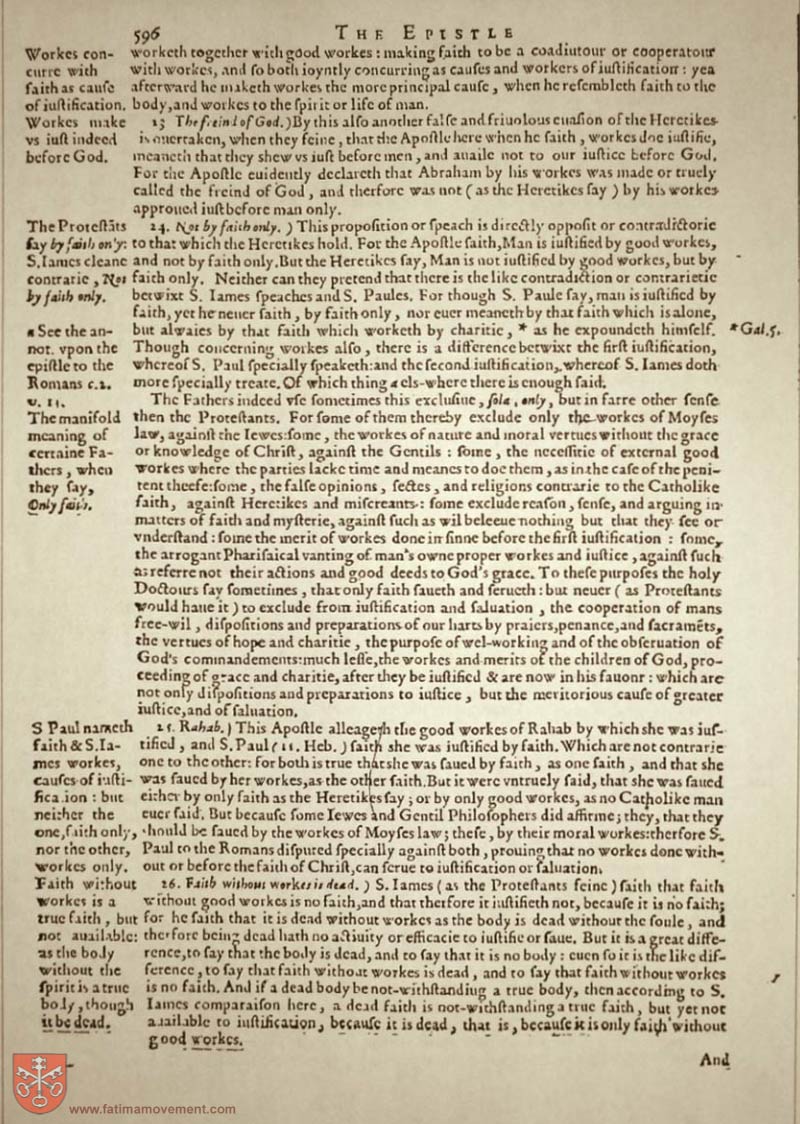 596
THE EPISTLE
Workes con-
curre with
faith as cauſe
of iuſtification.
Workes make
vs iuſt indeed
before God.
The Proteſtãts
ſay by faith only:
S. Iames cleane
contrarie, Not
by faith only.
See the an-
not. vpon the
epiſtle to the
Romans c.2.
v. 13.
The manifold
meaning of
certaine Fa-
thers, when
they ſay,
Only faith.
S Paul nameth
faith & S. Ia-
mes workes,
cauſes of iuſti-
fication: but
neither the
one, faith only,
nor the other,
workes only.
Faith without
workes is a
true faith, but
not auailable:
as the body
without the
ſpirit is a true
body, though
it be dead.
worketh together with good workes: making faith to be a coadiutour or cooperatour
with workes, and ſo both ioyntly concurring as cauſes and workers of iuſtification: yea
afterward he maketh workes the more principal cauſe, when he reſembleth faith to the
body, and workes to the ſpirit or life of man.
23 The freind of God.) By this alſo another falſe and friuolous euaſion of the Heretikes
is ouertaken, when they feine, that the Apoſtle here when he ſaith, workes doe iuſtifie,
meaneth that they shew vs iuſt before men, and auaile not to our iuſtice before God.
For the Apoſtle euidently declareth that Abraham by his workes was made or truely
called the freind of God, and therfore was not (as the Heretikes ſay) by his workes
approued iuſt before man only.
24. Not by faith only.) This propoſition or ſpeach is directly oppoſit or contradictorie
to that which the Heretikes hold. For the Apoſtle ſaith, Man is iuſtified by good workes,
and not by faith only. But the Heretikes ſay, Man is not iuſtified by good workes, but by
faith only. Neither can they pretend that there is the like contradiction or contrarietie
betwixt S. Iames ſpeaches and S. Paules. For though S. Paule ſay, man is iuſtified by
faith, yet he neuer ſaith, by faith only, nor euer meaneth by that faith which is alone,
but alwaies by that faith which worketh by charitie, * as he expoundeth himſelf.
*Gal. 5.
Though concerning workes alſo, there is a difference betwixt the firſt iuſtification,
whereof S. Paul ſpecially ſpeaketh: and the ſecond iuſtification, whereof S. Iames doth
more ſpecially treate. Of which thing els-where there is enough ſaid.
The Fathers indeed vſe ſometimes this excluſiue, ſola, only, but in farre other ſenſe
then the Proteſtants. For ſome of them thereby exclude only the workes of Moyſes
law, againſt the Iewes: ſome, the workes of nature and moral vertues without the grace
or knowledge of Chriſt, againſt the Gentils: ſome, the neceſſitie of external good
workes where the parties lacke time and meanes to doe them, as in the caſe of the peni-
tent theefe: ſome, the falſe opinions, ſectes, and religions contrarie to the Catholike
faith, againſt Heretikes and miſcreants: ſome exclude reaſon, ſenſe, and arguing in
matters of faith and myſterie, againſt ſuch as wil beleeue nothing but that they ſee or
vnderſtand: ſome the merit of workes done in ſinne before the firſt iuſtification: ſome,
the arrogant Phariſaical vanting of man's owne proper workes and iuſtice, againſt ſuch
as referre not their actions and good deeds to God's grace. To theſe purpoſes the holy
Doctours ſay ſometimes, that only faith ſaueth and ſerueth: but neuer (as Proteſtants
would haue it) to exclude from iuſtification and ſaluation, the cooperation of mans
free-wil, diſpoſitions and preparations of our harts by praiers, penance, and ſacramẽts,
the vertues of hope and charitie, the purpoſe of wel-working and of the obſeruation of
God's commandements: much leſſe, the workes and merits of the children of God, pro-
ceeding of grace and charitie, after they be iuſtified & are now in his fauour: which are
not only diſpoſitions and preparations to iuſtice, but the meritorious cauſe of greater
iuſtice, and of ſaluation.
25. Rahab.) This Apoſtle alleageth the good workes of Rahab by which she was iuſ-
tified, and S. Paul (11. Heb.) ſaith she was iuſtified by faith. Which are not contrarie
one to the other: for both is true that she was ſaued by faith, as one ſaith, and that she
was ſaued by her workes, as the other ſaith. But it were vntruely ſaid, that she was ſaued
either by only faith as the Heretikes ſay; or by only good workes, as no Catholike man
euer ſaid. But becauſe ſome Iewes and Gentil Philoſophers did affirme; they, that they
should be ſaued by the workes of Moyſes law; theſe, by their moral workes: therfore S.
Paul to the Romans diſputed ſpecially againſt both, prouing that no workes done with-
out or before the faith of Chriſt, can ſerue to iuſtification or ſaluation.
26. Faith without workes is dead.) S. Iames (as the Proteſtants feine) ſaith that faith
without good workes is no faith, and that therfore it iuſtifieth not, becauſe it is no faith;
for he ſaith that it is dead without workes as the body is dead without the ſoule, and
therfore being dead hath no actiuity or efficacie to iuſtifie or ſaue. But it is a great diffe-
rence, to ſay that the body is dead, and to ſay that it is no body: euen ſo it is the like dif-
ference, to ſay that faith without workes is dead, and to ſay that faith without workes
is no faith. And if a dead body be not-withſtanding a true body, then according to S.
Iames compariſon here, a dead faith is not-withſtanding a true faith, but yet not
auailable to iuſtification, becauſe it is dead, that is, becauſe it is only faith without
good workes.
And
www.fatimamovement.com